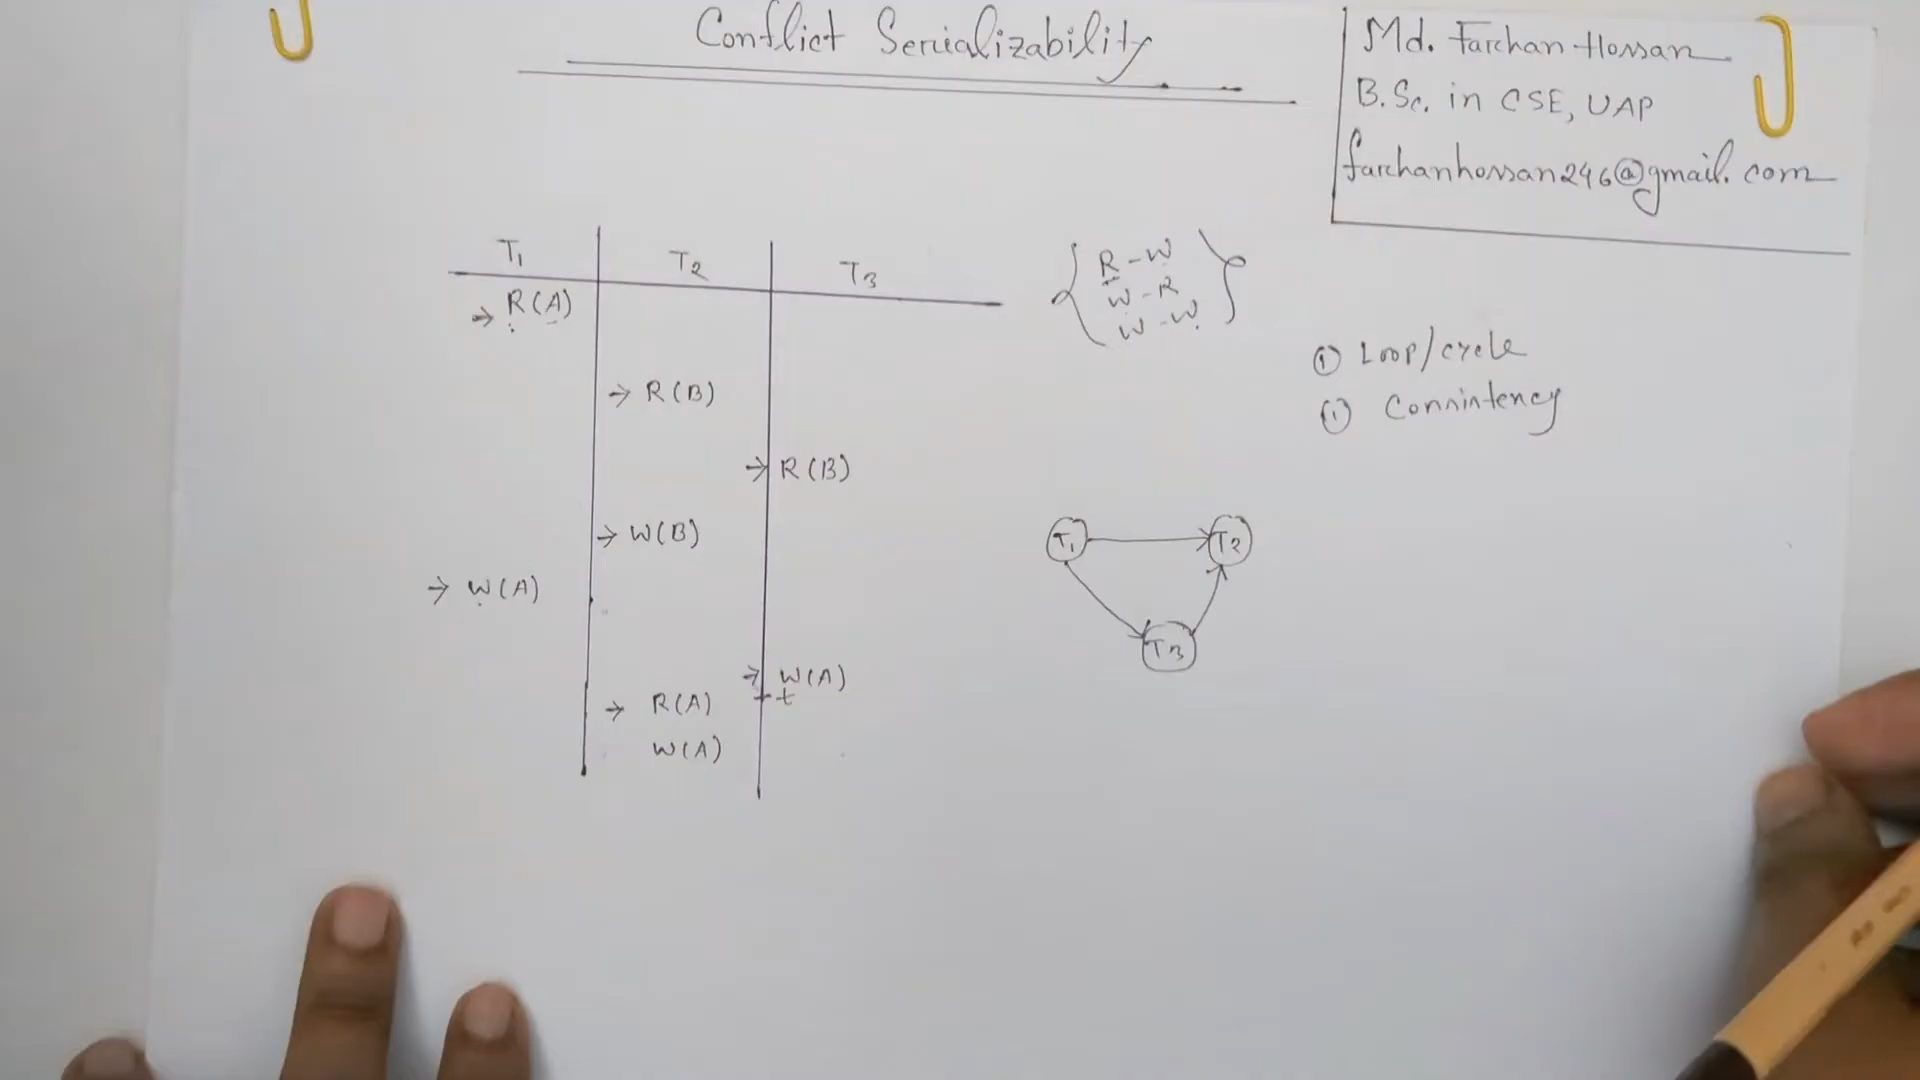 Conflict Serializability
Md. Farhan Hossan
B.Sc. in CSE, UAP
farhanhossan246@gmail.com
T1 T2 T3
R(A)
R(B)
R(B)
W(B)
W(A)
W(A)
R(A)
W(A)
R-W
W-R
W-W
① Loop/cycle
① Consistency
T1 T2
T3